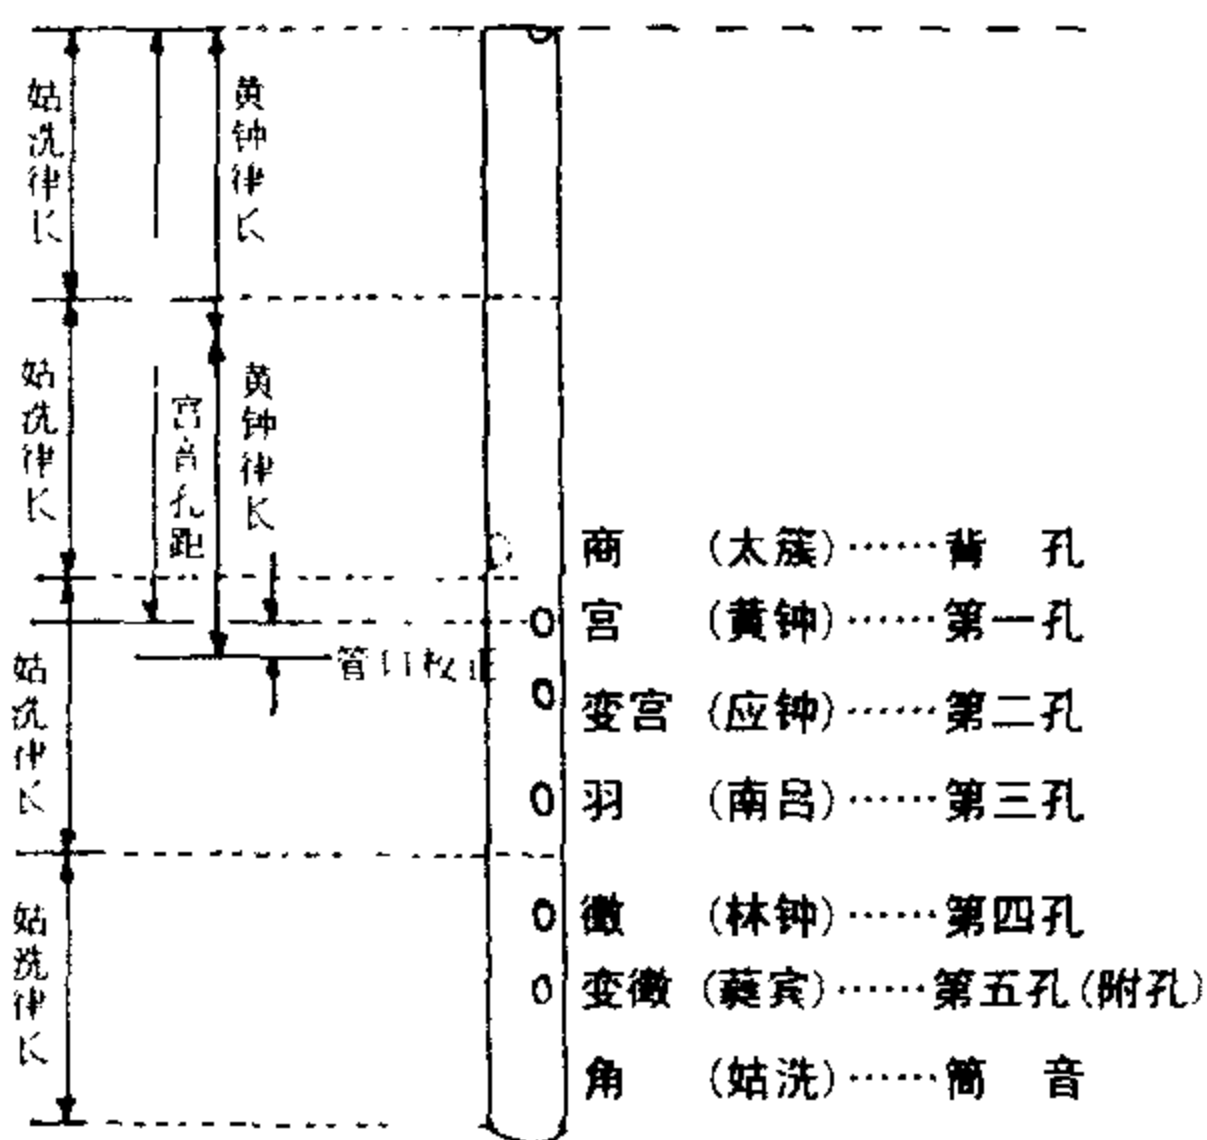 姑洗律长
黄钟律长
姑洗律长
宫音孔距
黄钟律长
姑洗律长
管口校正
姑洗律长
商 (太簇)……背 孔
宫 (黄钟)……第一孔
变宫 (应钟)……第二孔
羽 (南吕)……第三孔
徵 (林钟)……第四孔
变徵 (蕤宾)……第五孔(附孔)
角 (姑洗)……筒 音